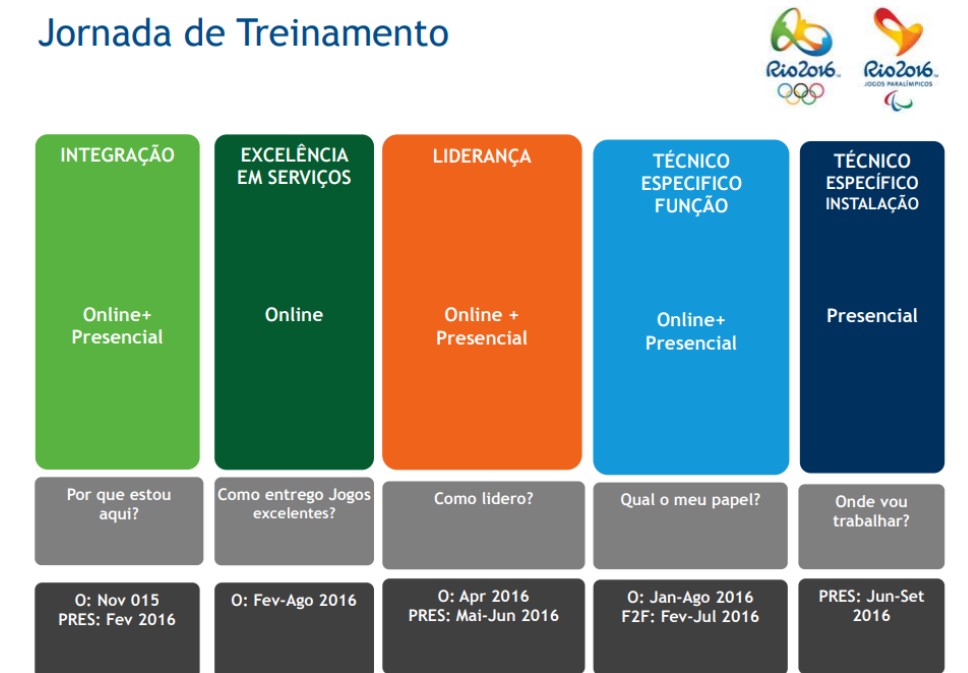 Jornada de Treinamento
Rio2016™
Rio2016™
JOGOS PARALÍMPICOS
INTEGRAÇÃO
Online+
Presencial
EXCELÊNCIA
EM SERVIÇOS
Online
LIDERANÇA
Online +
Presencial
TÉCNICO
ESPECIFICO
FUNÇÃO
Online+
Presencial
TÉCNICO
ESPECÍFICO
INSTALAÇÃO
Presencial
Por que estou
aqui?
Como entrego Jogos
excelentes?
Como lidero?
Qual o meu papel?
Onde vou
trabalhar?
O: Nov 015
PRES: Fev 2016
O: Fev-Ago 2016
O: Apr 2016
PRES: Mai-Jun 2016
O: Jan-Ago 2016
F2F: Fev-Jul 2016
PRES: Jun-Set
2016